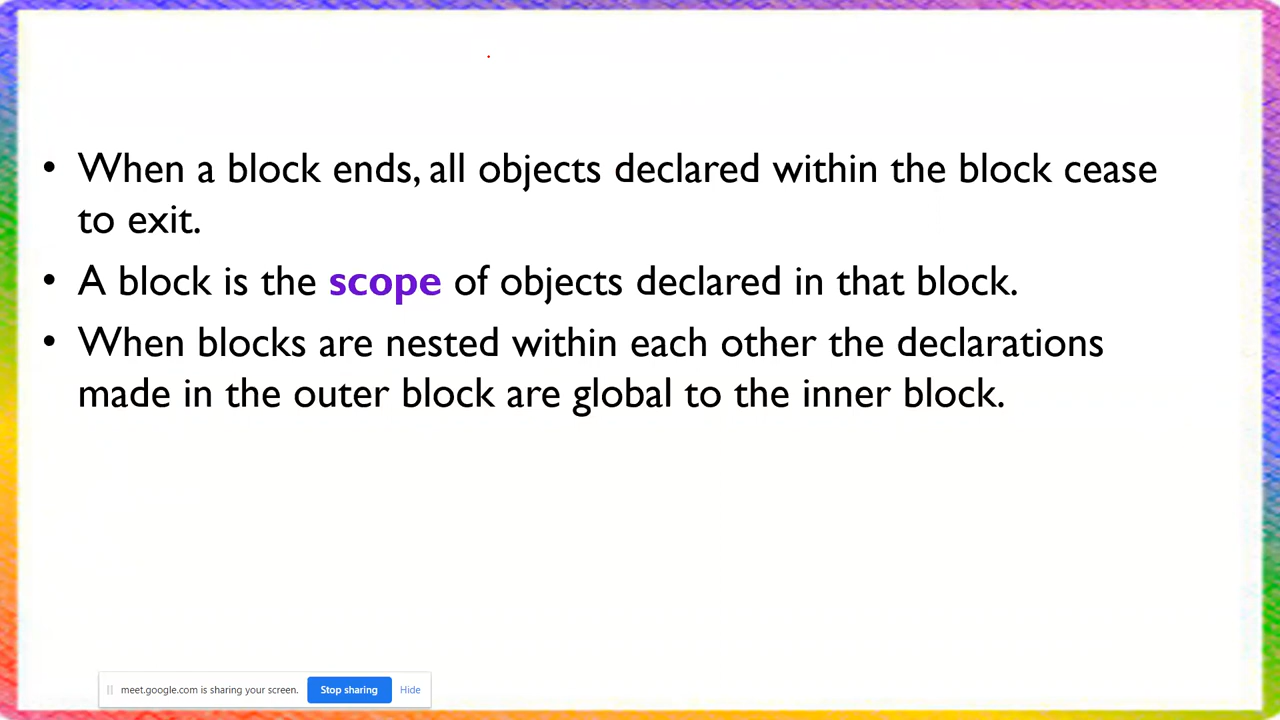 • When a block ends, all objects declared within the block cease
to exit.
• A block is the scope of objects declared in that block.
• When blocks are nested within each other the declarations
made in the outer block are global to the inner block.
meet.google.com is sharing your screen. Stop sharing Hide